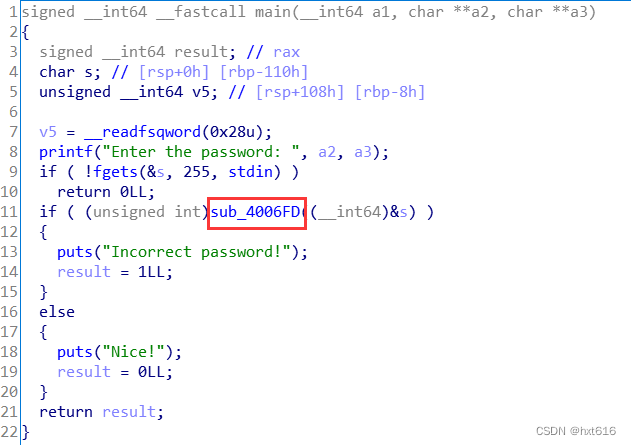 1 signed __int64 __fastcall main(__int64 a1, char **a2, char **a3)
2 {
3   signed __int64 result; // rax
4   char s; // [rsp+0h] [rbp-110h]
5   unsigned __int64 v5; // [rsp+108h] [rbp-8h]
6
7   v5 = __readfsqword(0x28u);
8   printf("Enter the password: ", a2, a3);
9   if ( !fgets(&s, 255, stdin) )
10     return 0LL;
11   if ( (unsigned int)sub_4006FD((__int64)&s) )
12   {
13     puts("Incorrect password!");
14     result = 1LL;
15   }
16   else
17   {
18     puts("Nice!");
19     result = 0LL;
20   }
21   return result;
22 }
CSDN @hxt616